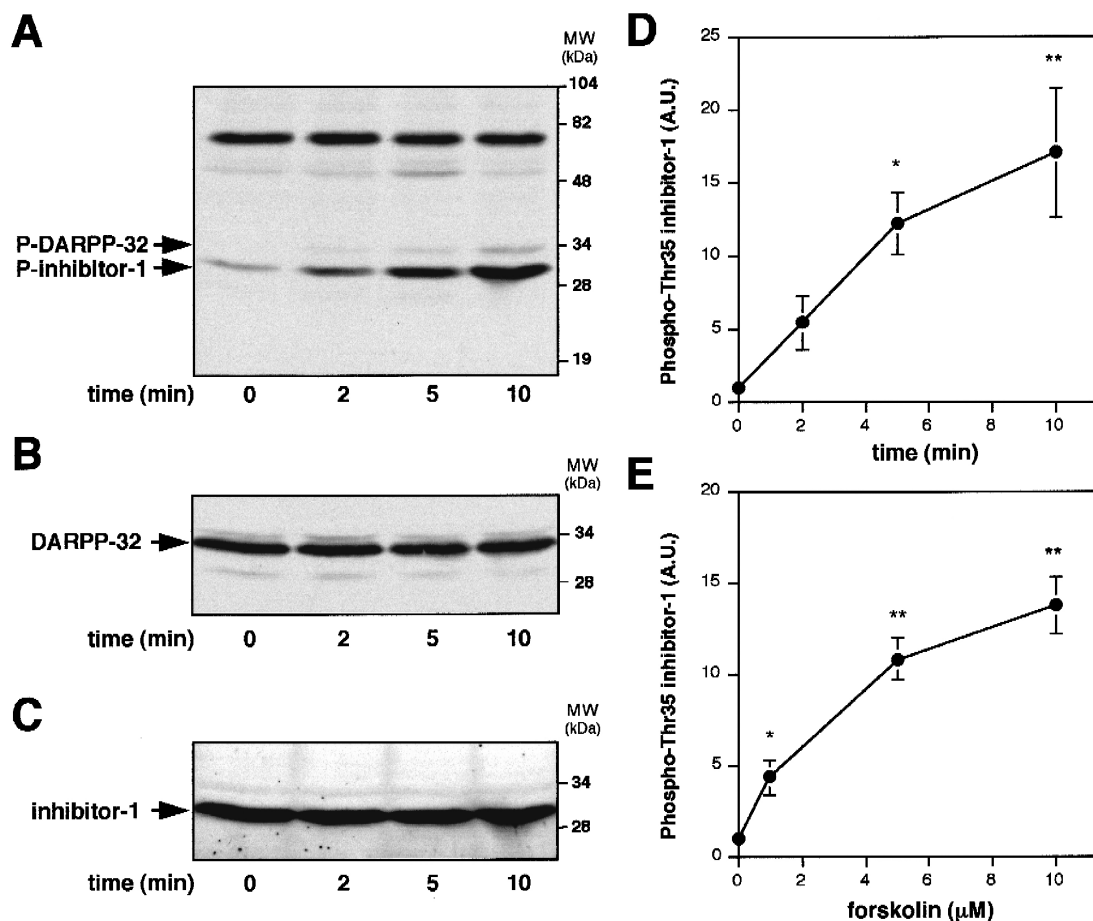 A
MW
(kDa)
104
82
48
P-DARPP-32
34
P-inhibitor-1
28
19
time (min) 0 2 5 10
B
MW
(kDa)
DARPP-32
34
28
time (min) 0 2 5 10
C
MW
(kDa)
34
inhibitor-1
28
time (min) 0 2 5 10
D
Phospho-Thr35 inhibitor-1 (A.U.)
25
20
15
10
5
0
*
**
0 2 4 6 8 10
time (min)
E
Phospho-Thr35 inhibitor-1 (A.U.)
20
15
10
5
0
*
**
**
0 2 4 6 8 10
forskolin (μM)